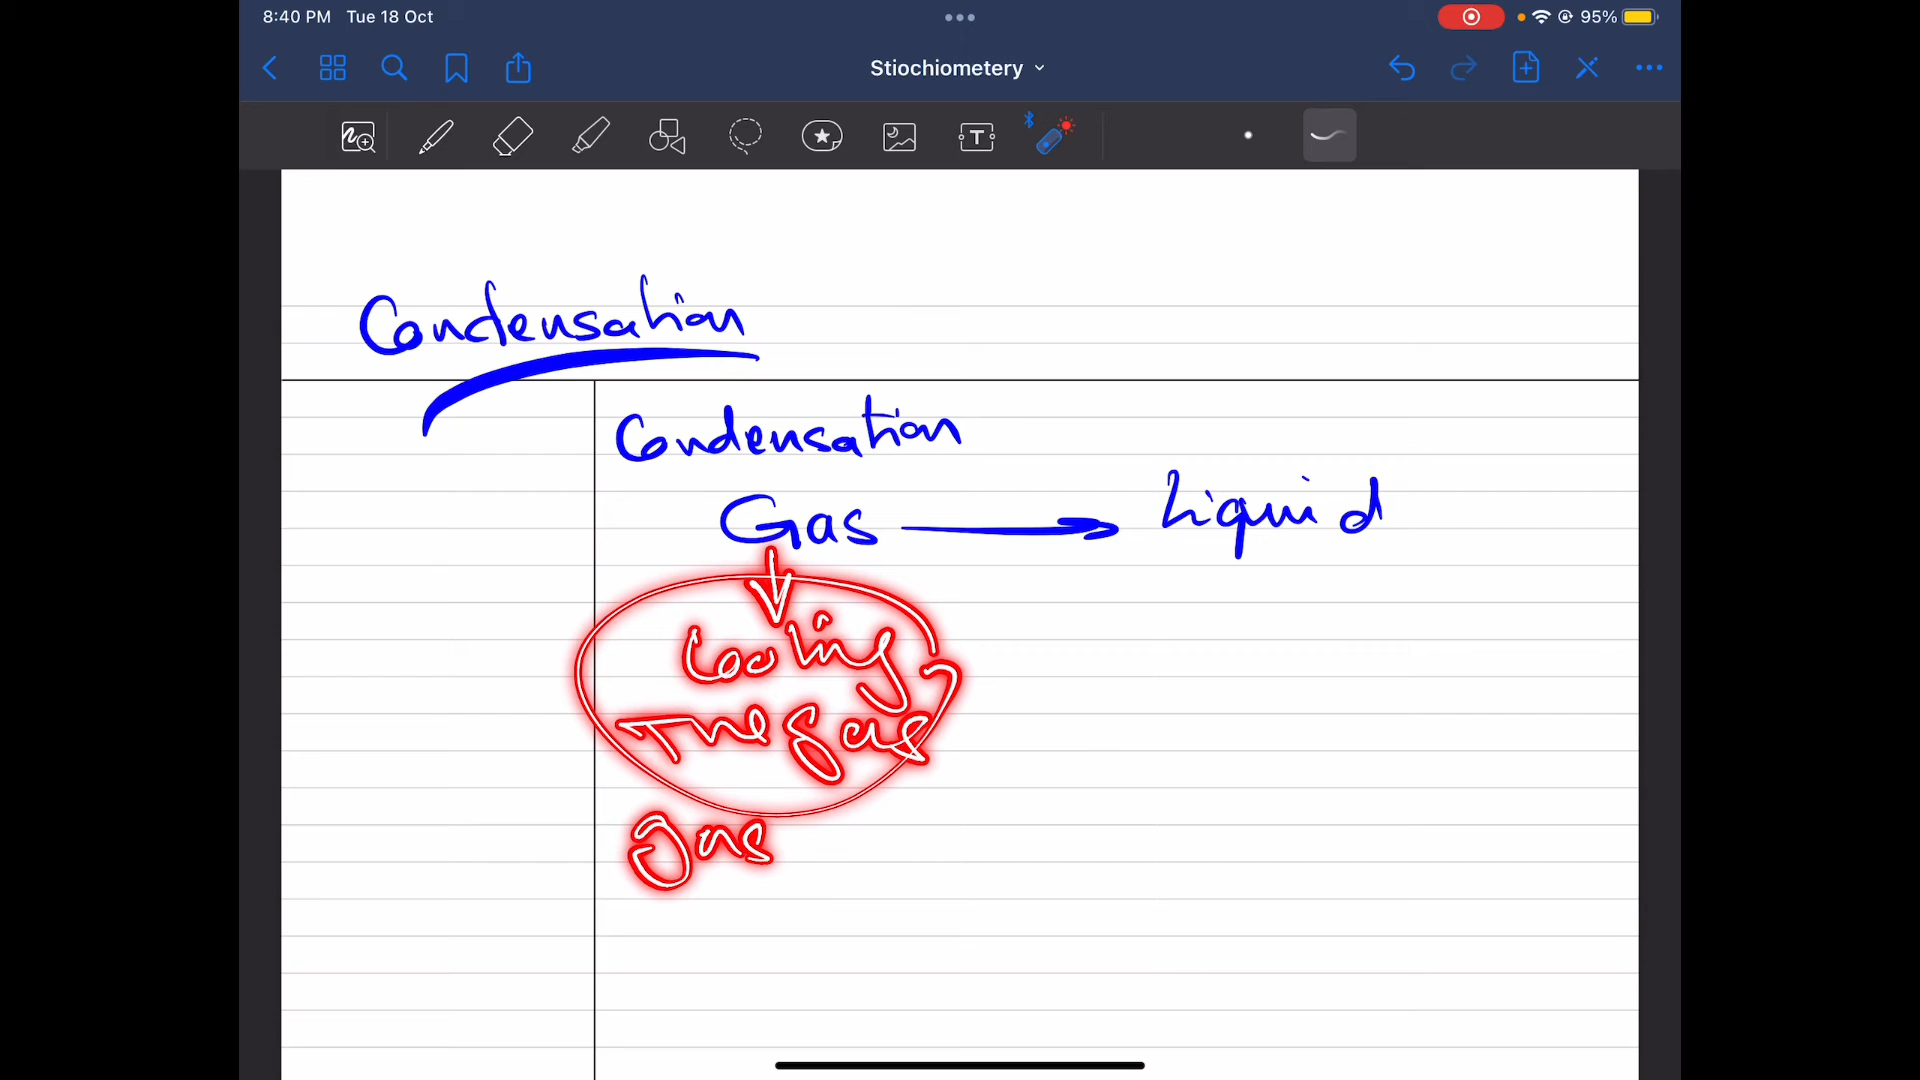 8:40 PM Tue 18 Oct 95%
Stiochiometery
T
Condensation
Condensation
Gas → Liquid
Cooling
The gas
gas